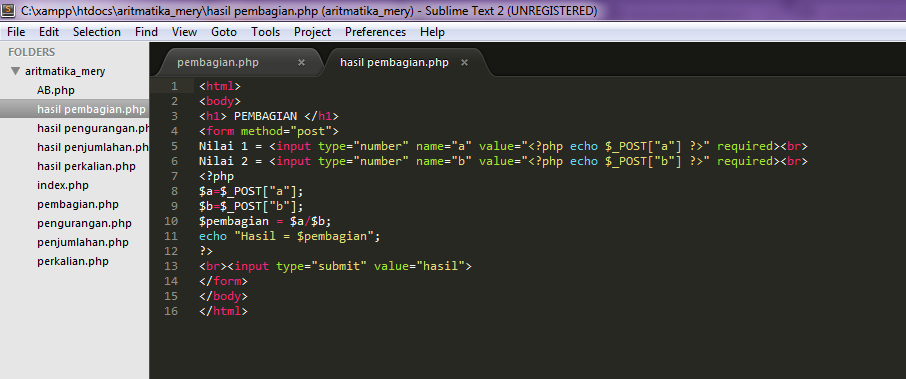 C:\xampp\htdocs\aritmatika_mery\hasil pembagian.php (aritmatika_mery) - Sublime Text 2 (UNREGISTERED)
File Edit Selection Find View Goto Tools Project Preferences Help
FOLDERS
aritmatika_mery
AB.php
hasil pembagian.php
hasil pengurangan.ph
hasil penjumlahan.ph
hasil perkalian.php
index.php
pembagian.php
pengurangan.php
penjumlahan.php
perkalian.php
pembagian.php × hasil pembagian.php ×
1 <html>
2 <body>
3 <h1> PEMBAGIAN </h1>
4 <form method="post">
5 Nilai 1 = <input type="number" name="a" value="<?php echo $_POST["a"] ?>" required><br>
6 Nilai 2 = <input type="number" name="b" value="<?php echo $_POST["b"] ?>" required><br>
7 <?php
8 $a=$_POST["a"];
9 $b=$_POST["b"];
10 $pembagian = $a/$b;
11 echo "Hasil = $pembagian";
12 ?>
13 <br><input type="submit" value="hasil">
14 </form>
15 </body>
16 </html>